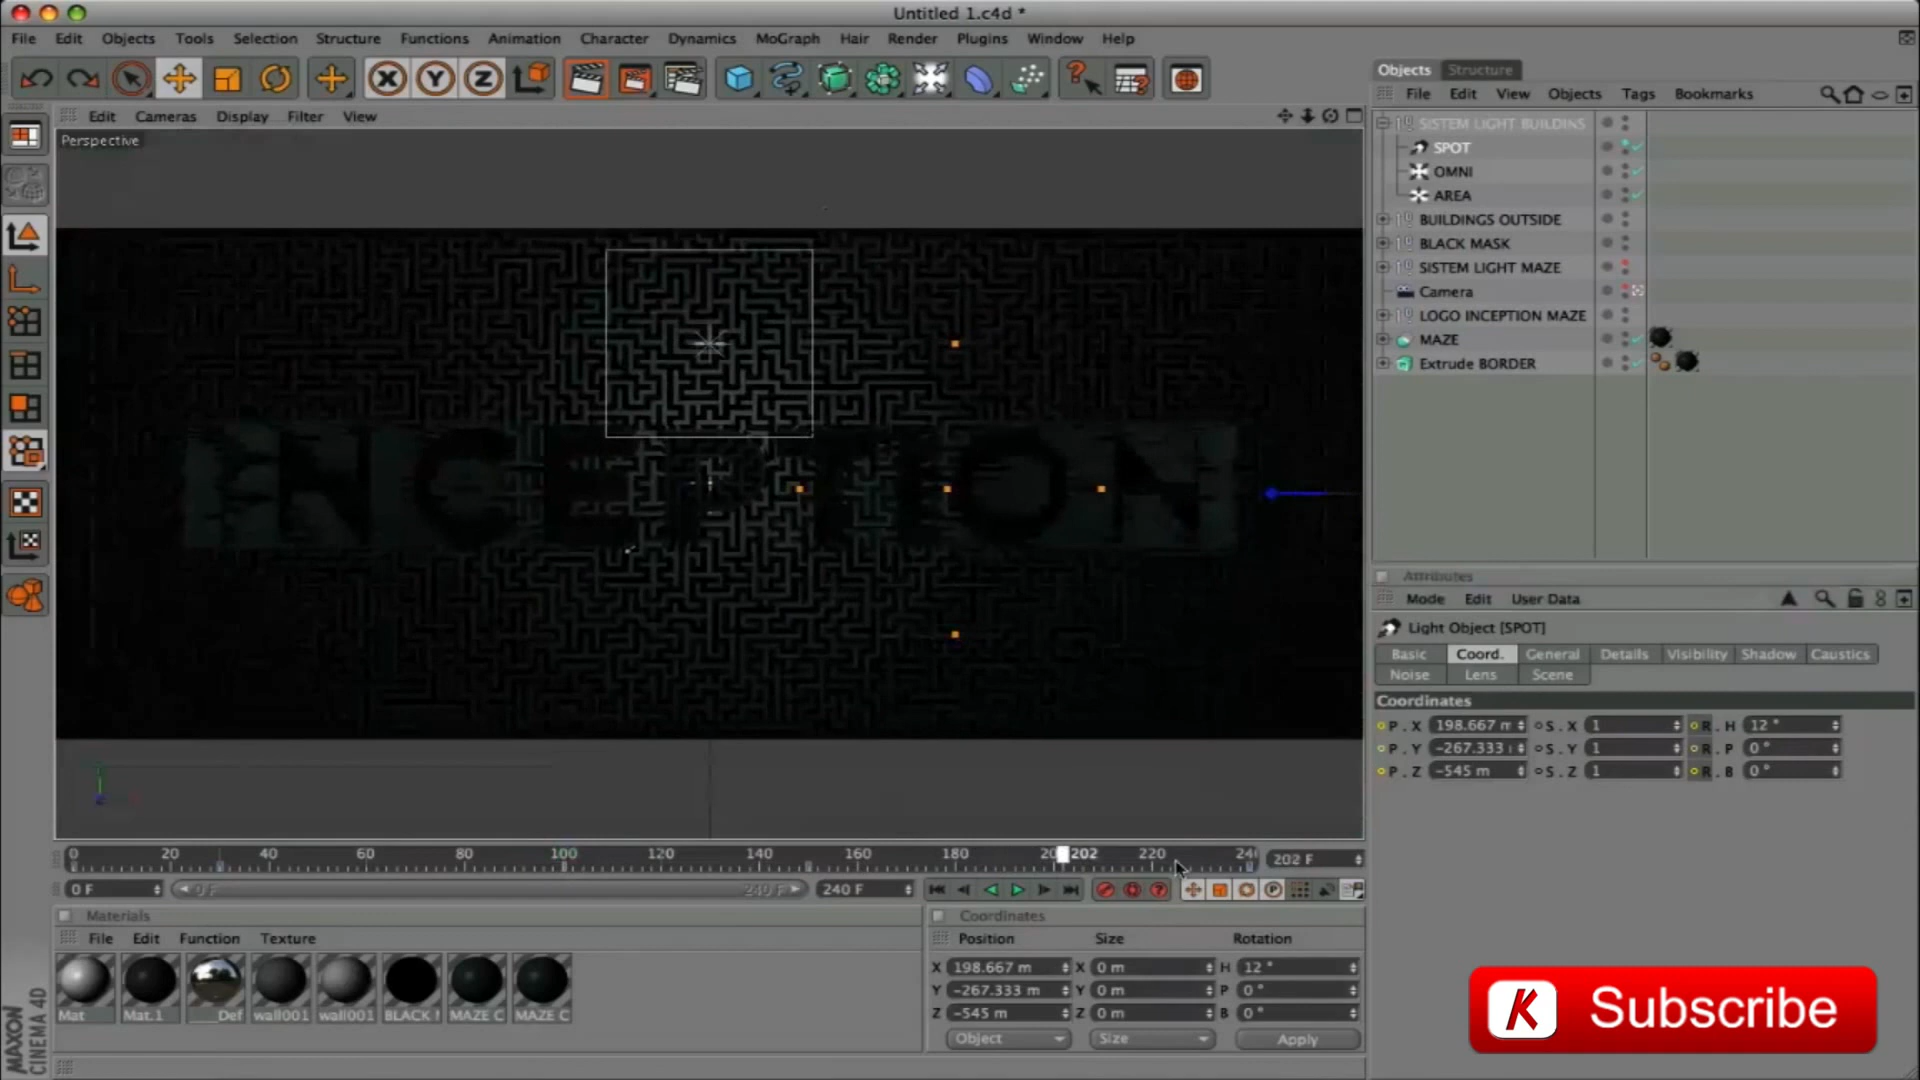 Untitled 1.c4d *
File Edit Objects Tools Selection Structure Functions Animation Character Dynamics MoGraph Hair Render Plugins Window Help
Objects Structure
File Edit View Objects Tags Bookmarks
Edit Cameras Display Filter View
Perspective
SISTEM LIGHT BUILDINS
SPOT
OMNI
AREA
BUILDINGS OUTSIDE
BLACK MASK
SISTEM LIGHT MAZE
Camera
LOGO INCEPTION MAZE
MAZE
Extrude BORDER
INCEPTION
Attributes
Mode Edit User Data
Light Object [SPOT]
Basic Coord. General Details Visibility Shadow Caustics
Noise Lens Scene
Coordinates
P . X 198.667 m S . X 1 R . H 12 °
P . Y -267.333 S . Y 1 R . P 0 °
P . Z -545 m S . Z 1 R . B 0 °
0 20 40 60 80 100 120 140 160 180 20 202 220 24 202 F
0 F 0 F 240 F 240 F
Materials
File Edit Function Texture
Mat Mat.1 ___Def wall001 wall001 BLACK MAZE C MAZE C
Coordinates
Position Size Rotation
X 198.667 m X 0 m H 12 °
Y -267.333 m Y 0 m P 0 °
Z -545 m Z 0 m B 0 °
Object Size Apply
MAXON
CINEMA 4D
K Subscribe